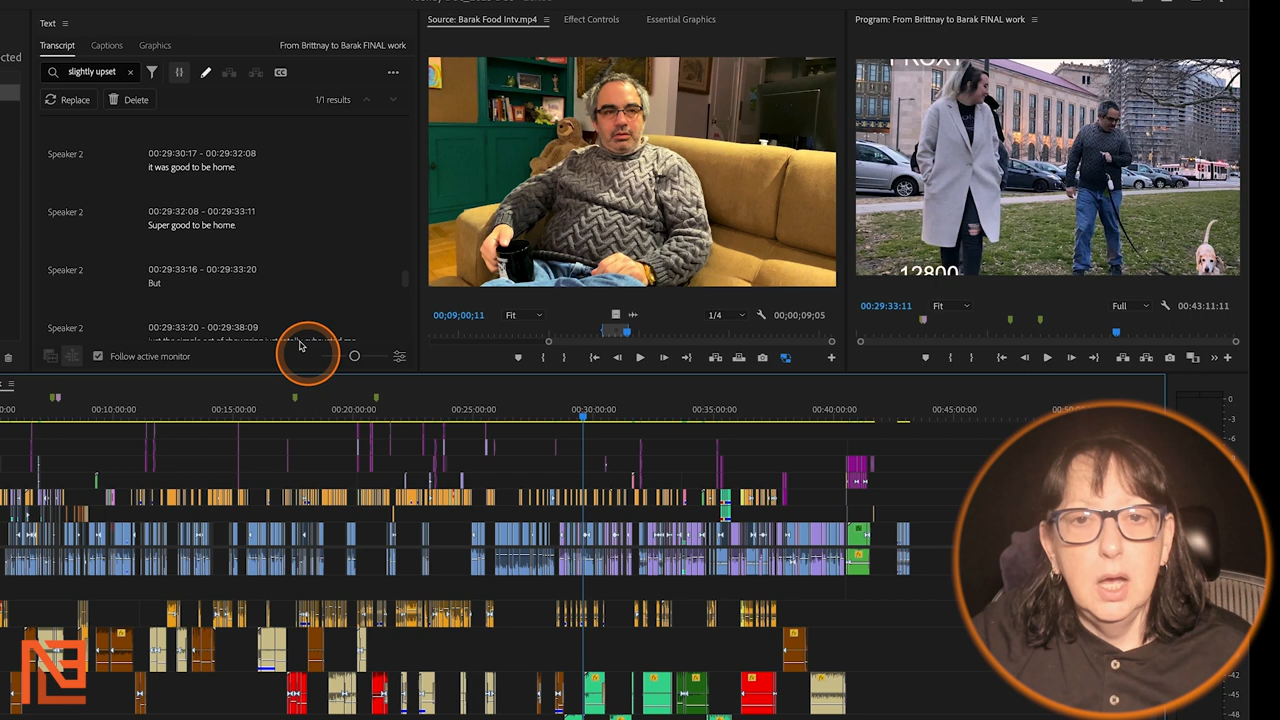 Text
Transcript
Captions
Graphics
From Brittnay to Barak FINAL work
slightly upset
Replace
Delete
1/1 results
Speaker 2
00:29:30:17 - 00:29:32:08
it was good to be home.
Speaker 2
00:29:32:08 - 00:29:33:11
Super good to be home.
Speaker 2
00:29:33:16 - 00:29:33:20
But
Speaker 2
00:29:33:20 - 00:29:38:09
Follow active monitor
Source: Barak Food Intv.mp4
Effect Controls
Essential Graphics
00;09;00;11
Fit
1/4
00;00;09;05
Program: From Brittnay to Barak FINAL work
PROXY
12800
00:29:33:11
Fit
Full
00:43:11:11
00:10:00:00
00:15:00:00
00:20:00:00
00:25:00:00
00:30:00:00
00:35:00:00
00:40:00:00
00:45:00:00
0
-3
-6
-42
-45
-48